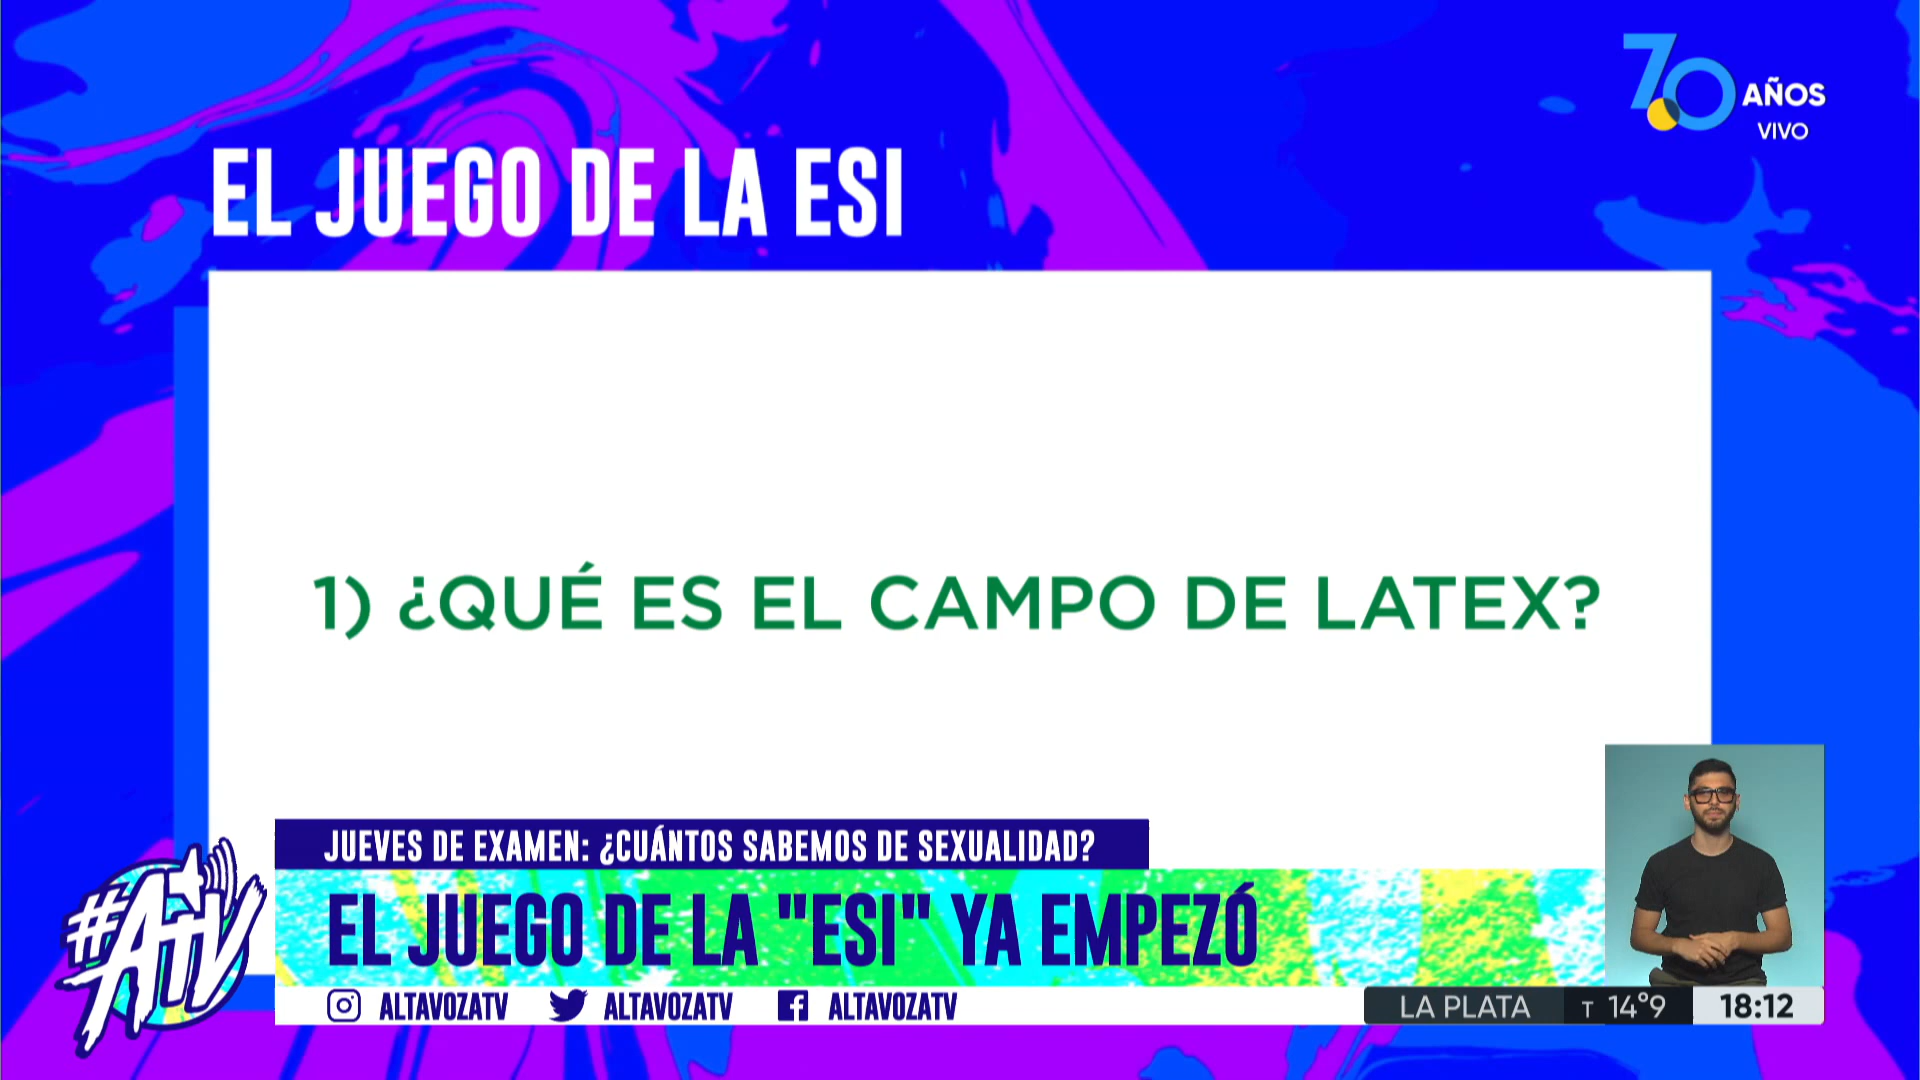 7.0 AÑOS
VIVO
EL JUEGO DE LA ESI
1) ¿QUÉ ES EL CAMPO DE LATEX?
JUEVES DE EXAMEN: ¿CUÁNTOS SABEMOS DE SEXUALIDAD?
#ATV
EL JUEGO DE LA "ESI" YA EMPEZÓ
ALTAVOZATV ALTAVOZATV ALTAVOZATV
LA PLATA T 14°9 18:12